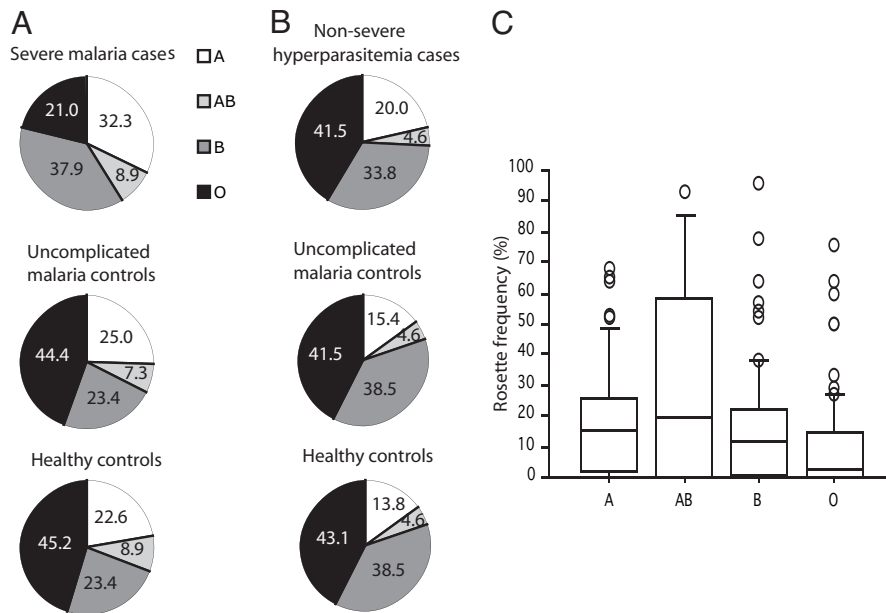 A
Severe malaria cases
A
AB
B
O
32.3
8.9
37.9
21.0
Uncomplicated
malaria controls
25.0
7.3
23.4
44.4
Healthy controls
22.6
8.9
23.4
45.2
B
Non-severe
hyperparasitemia cases
20.0
4.6
33.8
41.5
Uncomplicated
malaria controls
15.4
4.6
38.5
41.5
Healthy controls
13.8
4.6
38.5
43.1
C
Rosette frequency (%)
100
90
80
70
60
50
40
30
20
10
0
A
AB
B
O